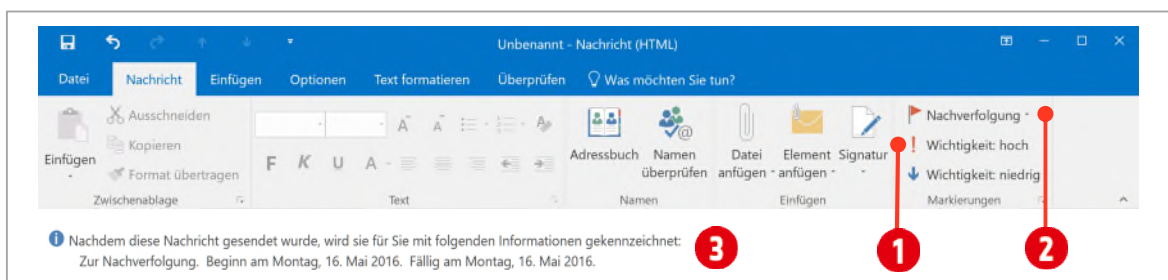 Unbenannt - Nachricht (HTML)
Datei Nachricht Einfügen Optionen Text formatieren Überprüfen Was möchten Sie tun?
Einfügen
Ausschneiden
Kopieren
Format übertragen
Zwischenablage
F K U A
A A
Text
Adressbuch
Namen
überprüfen
Namen
Datei
anfügen
Element
anfügen
Signatur
Einfügen
Nachverfolgung
! Wichtigkeit: hoch
Wichtigkeit: niedrig
Markierungen
1
2
Nachdem diese Nachricht gesendet wurde, wird sie für Sie mit folgenden Informationen gekennzeichnet:
Zur Nachverfolgung. Beginn am Montag, 16. Mai 2016. Fällig am Montag, 16. Mai 2016.
3